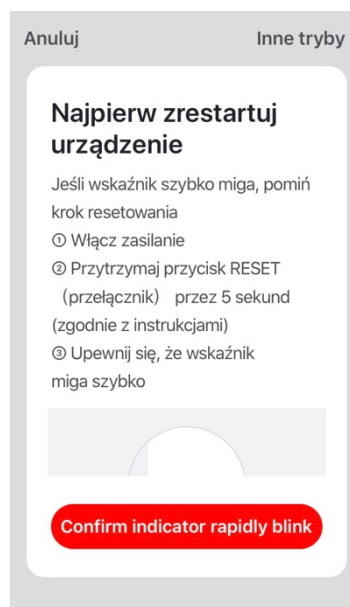 Anuluj
Inne tryby
Najpierw zrestartuj
urządzenie
Jeśli wskaźnik szybko miga, pomiń
krok resetowania
① Włącz zasilanie
② Przytrzymaj przycisk RESET
（przełącznik） przez 5 sekund
(zgodnie z instrukcjami)
③ Upewnij się, że wskaźnik
miga szybko
Confirm indicator rapidly blink